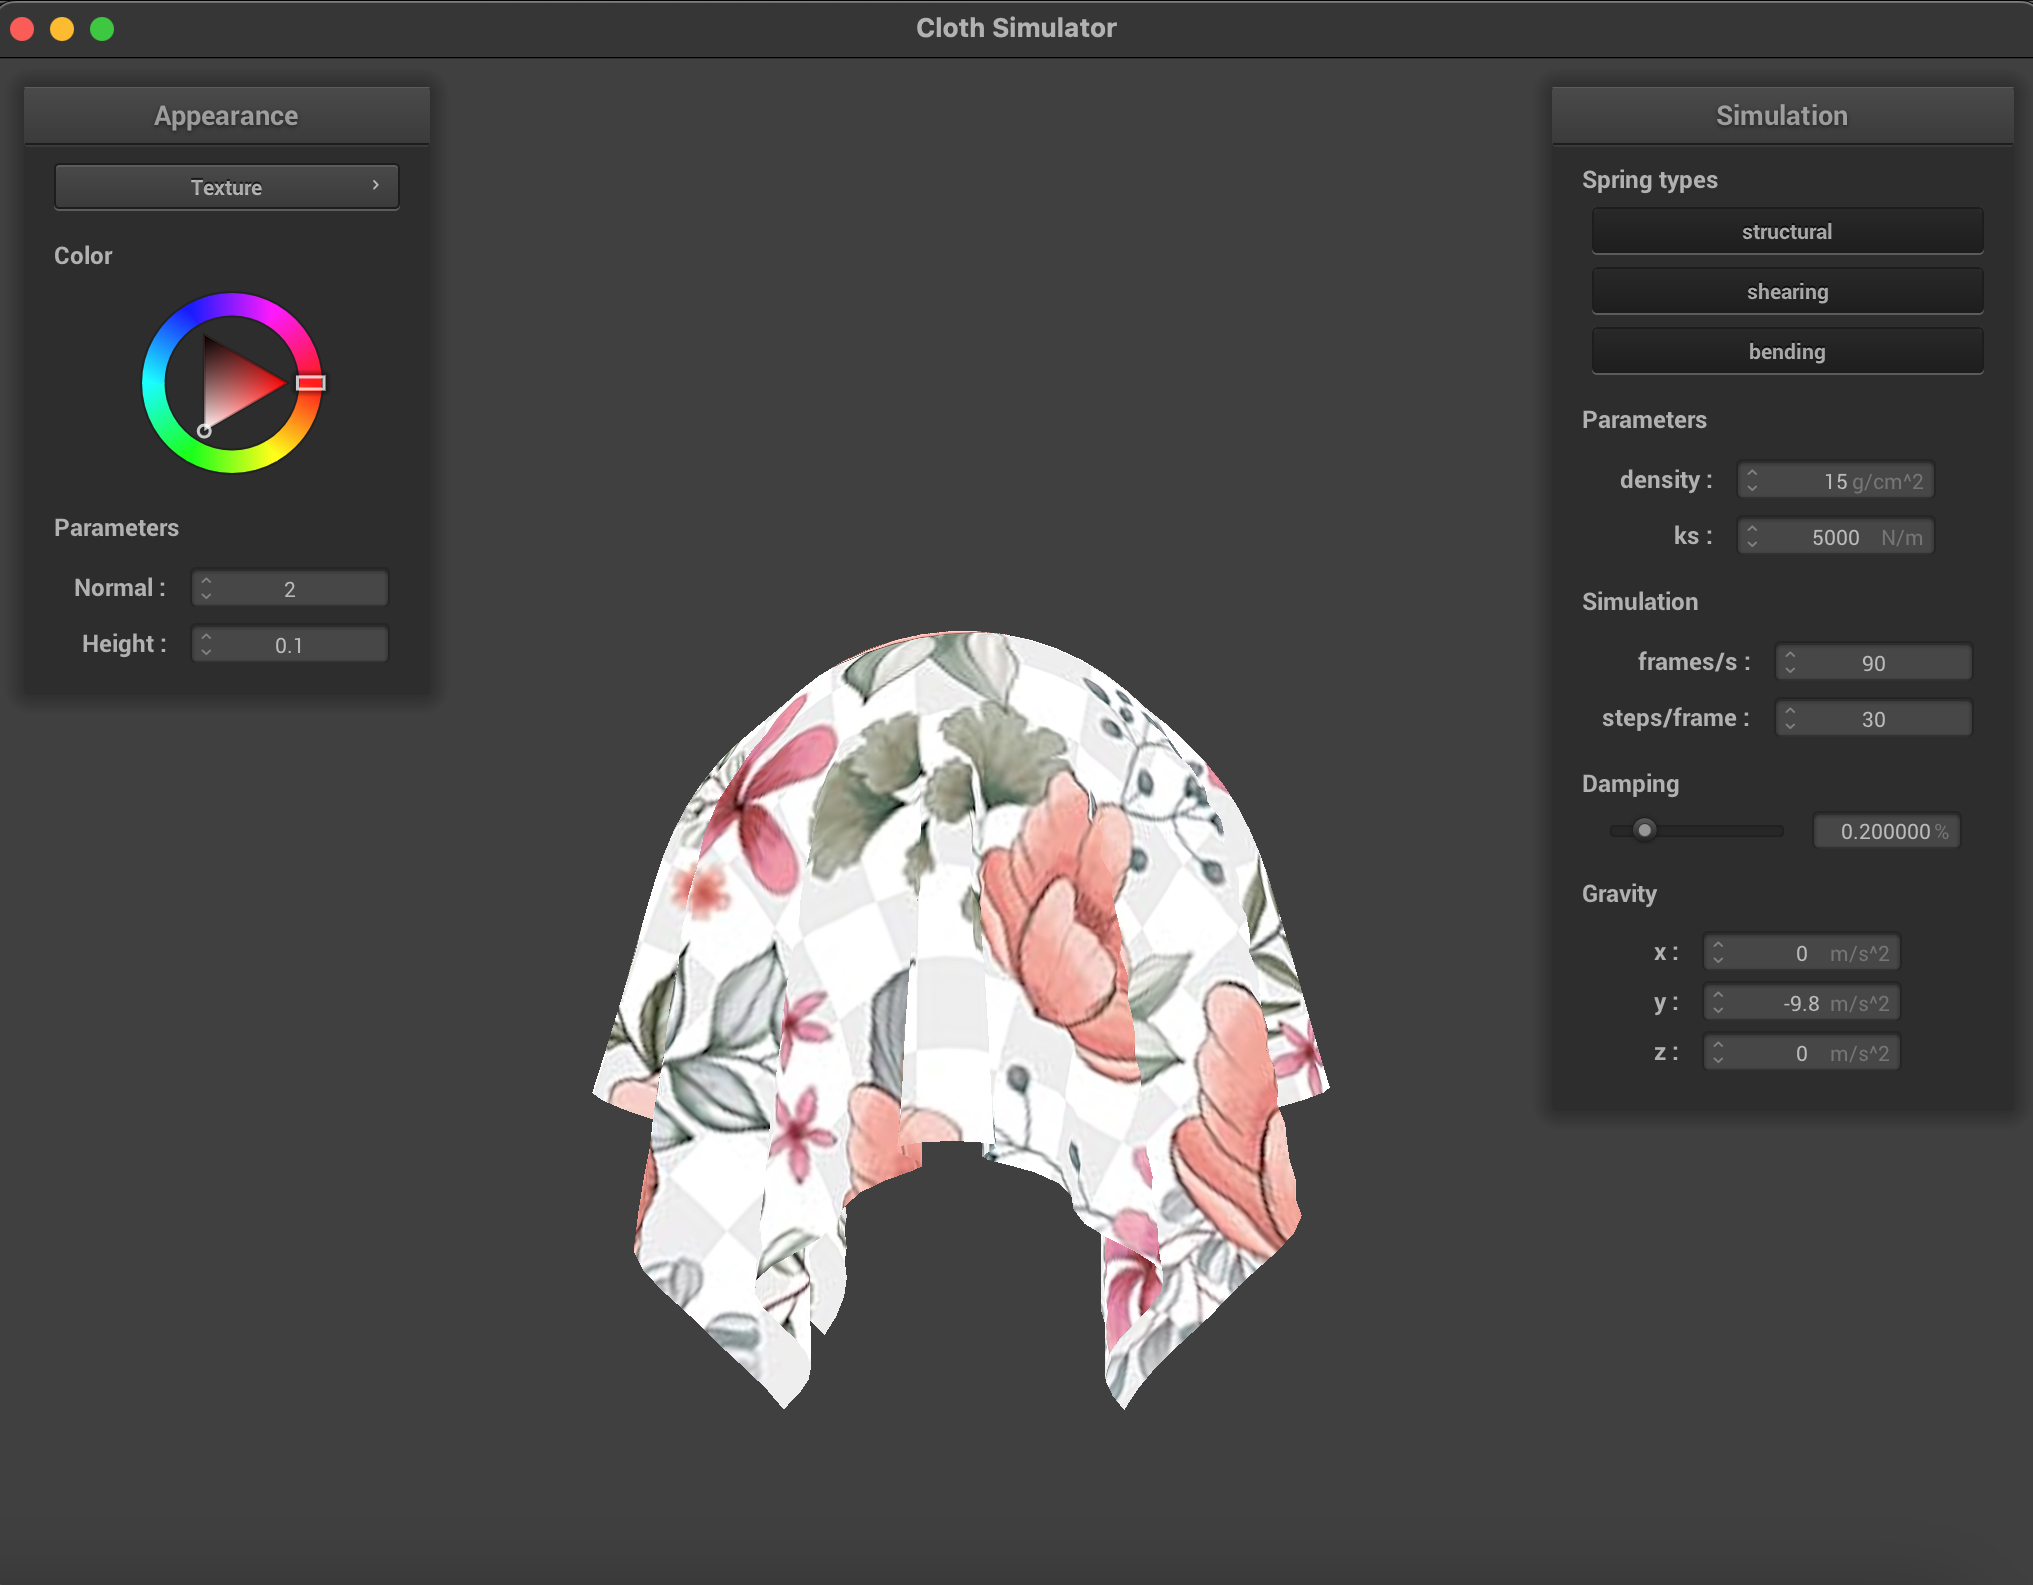 Cloth Simulator
Appearance
Texture
Color
Parameters
Normal : 2
Height : 0.1
Simulation
Spring types
structural
shearing
bending
Parameters
density : 15 g/cm^2
ks : 5000 N/m
Simulation
frames/s : 90
steps/frame : 30
Damping
0.200000 %
Gravity
x : 0 m/s^2
y : -9.8 m/s^2
z : 0 m/s^2